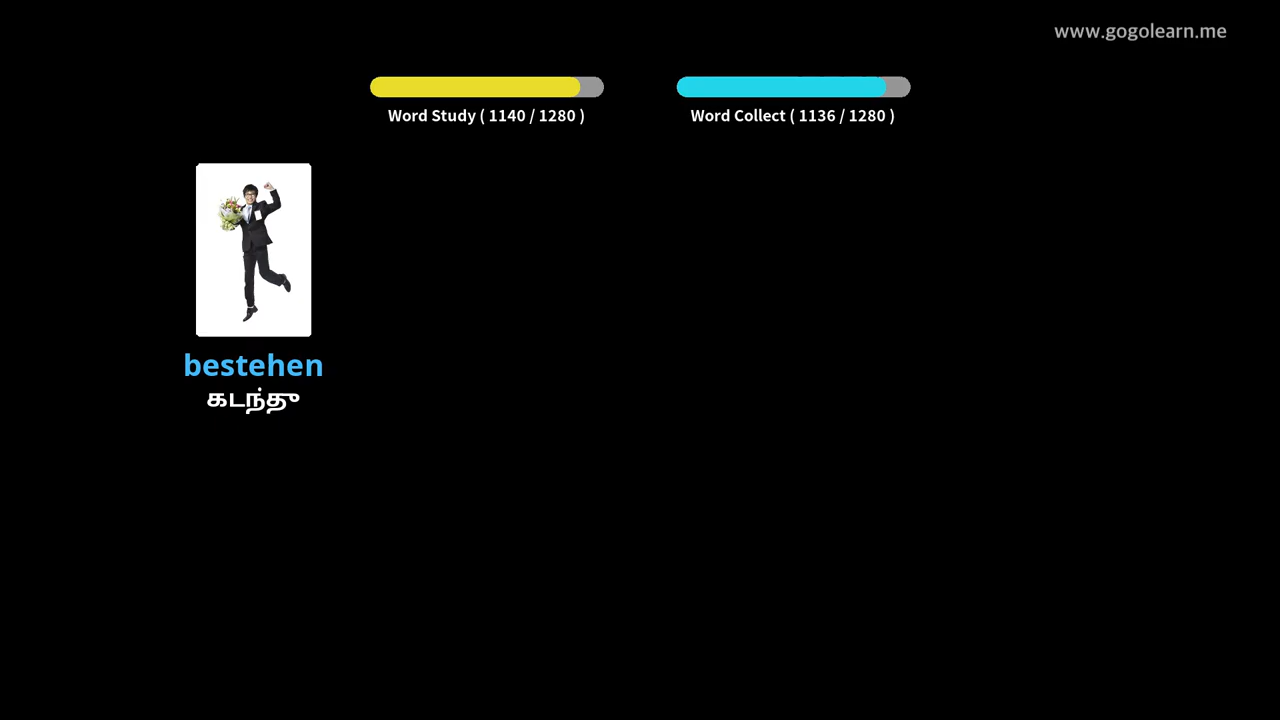 www.gogolearn.me
Word Study ( 1140 / 1280 )
Word Collect ( 1136 / 1280 )
bestehen
கடந்து